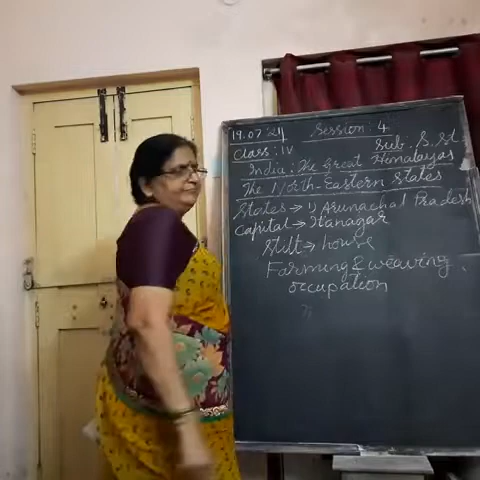 19.07.21 Session: 4
Class: IV Sub: S.St
India: The Great Himalayas
The North-Eastern States
States → 1) Arunachal Pradesh
Capital → Itanagar
Stilt → house
Farming & weaving
occupation